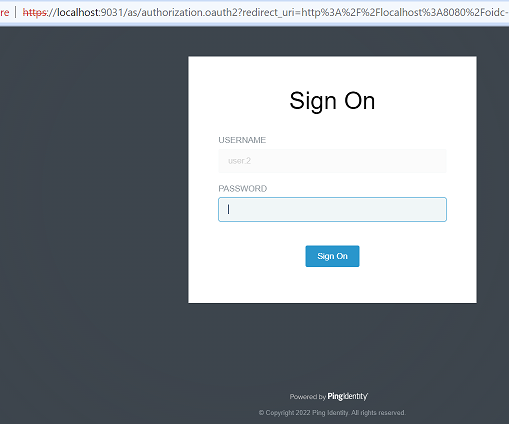 re https://localhost:9031/as/authorization.oauth2?redirect_uri=http%3A%2F%2Flocalhost%3A8080%2Foidc-
Sign On
USERNAME
user.2
PASSWORD
Sign On
Powered by PingIdentity
© Copyright 2022 Ping Identity. All rights reserved.